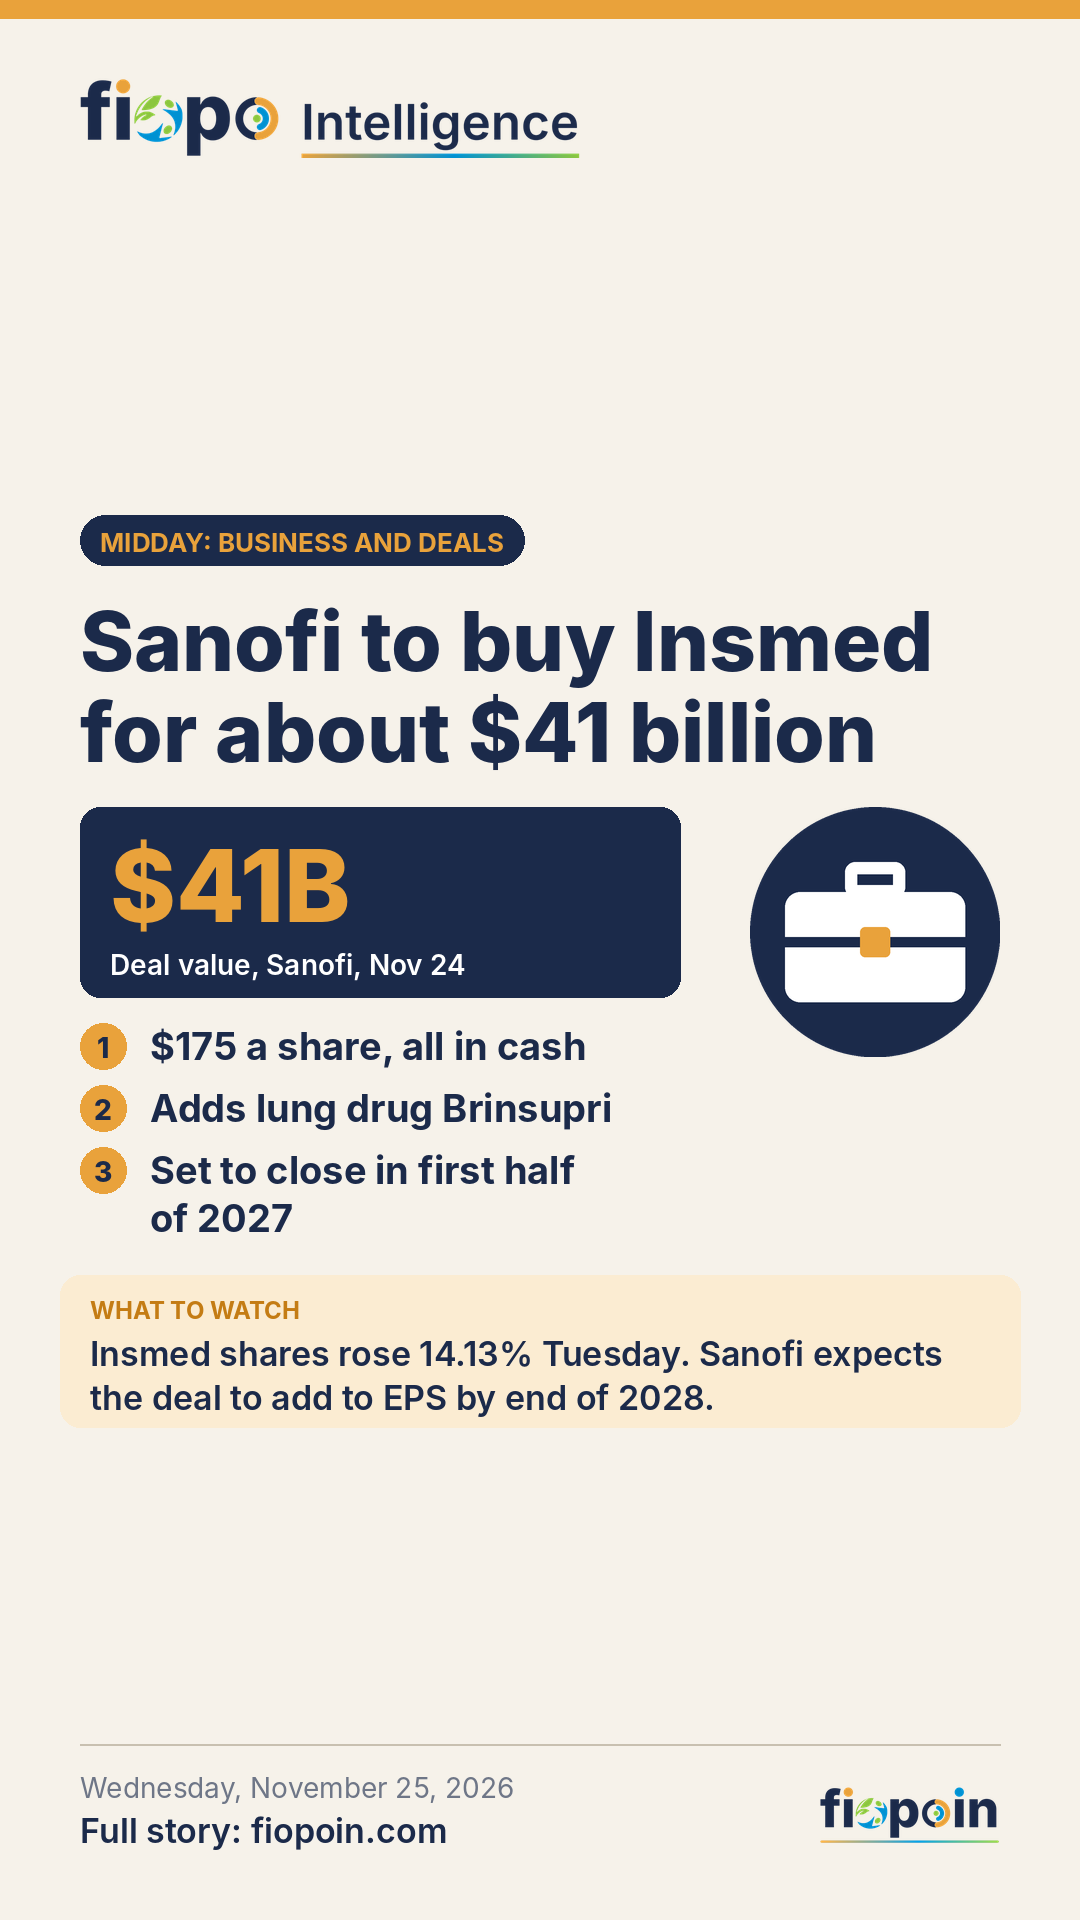 fiopo Intelligence
MIDDAY: BUSINESS AND DEALS
Sanofi to buy Insmed
for about $41 billion
$41B
Deal value, Sanofi, Nov 24
1 $175 a share, all in cash
2 Adds lung drug Brinsupri
3 Set to close in first half
of 2027
WHAT TO WATCH
Insmed shares rose 14.13% Tuesday. Sanofi expects
the deal to add to EPS by end of 2028.
Wednesday, November 25, 2026
Full story: fiopoin.com
fiopoin